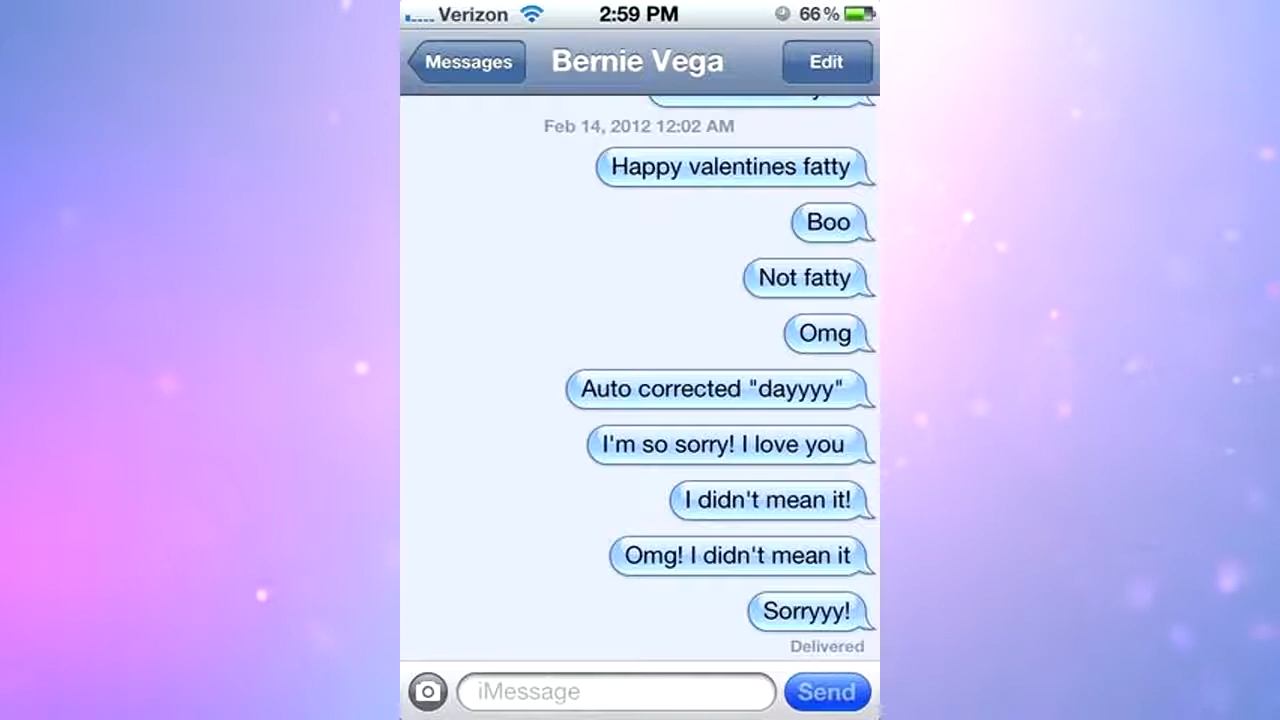 Verizon 2:59 PM 66%
Messages Bernie Vega Edit
Feb 14, 2012 12:02 AM
Happy valentines fatty
Boo
Not fatty
Omg
Auto corrected "dayyyy"
I'm so sorry! I love you
I didn't mean it!
Omg! I didn't mean it
Sorryyy!
Delivered
iMessage Send